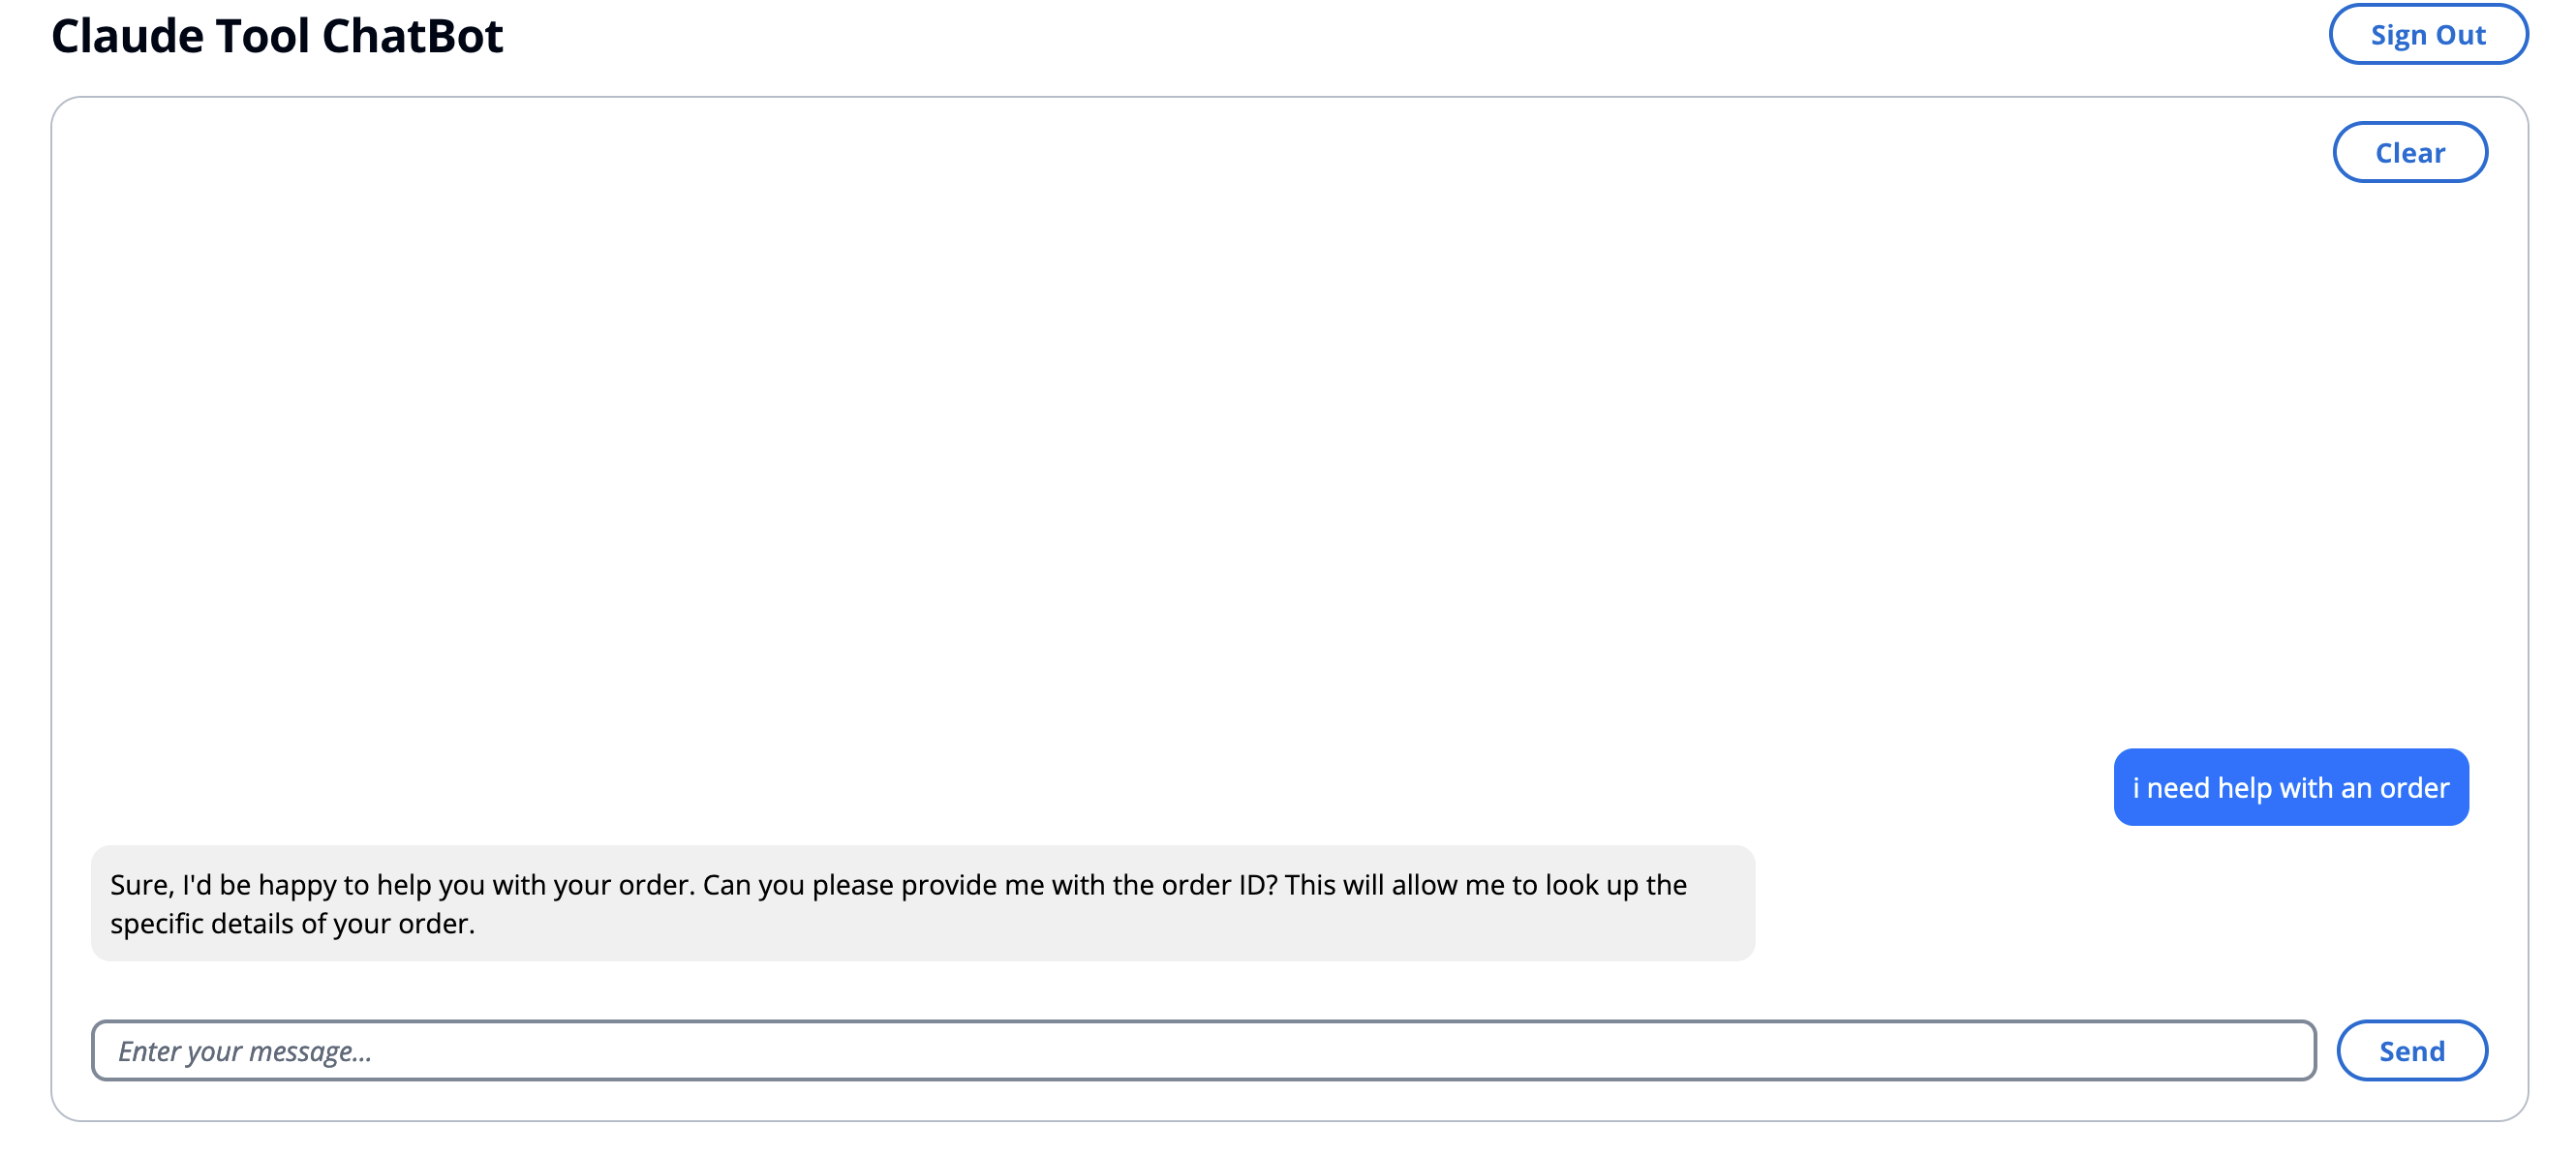 Claude Tool ChatBot
Sign Out
Clear
i need help with an order
Sure, I'd be happy to help you with your order. Can you please provide me with the order ID? This will allow me to look up the
specific details of your order.
Enter your message...
Send